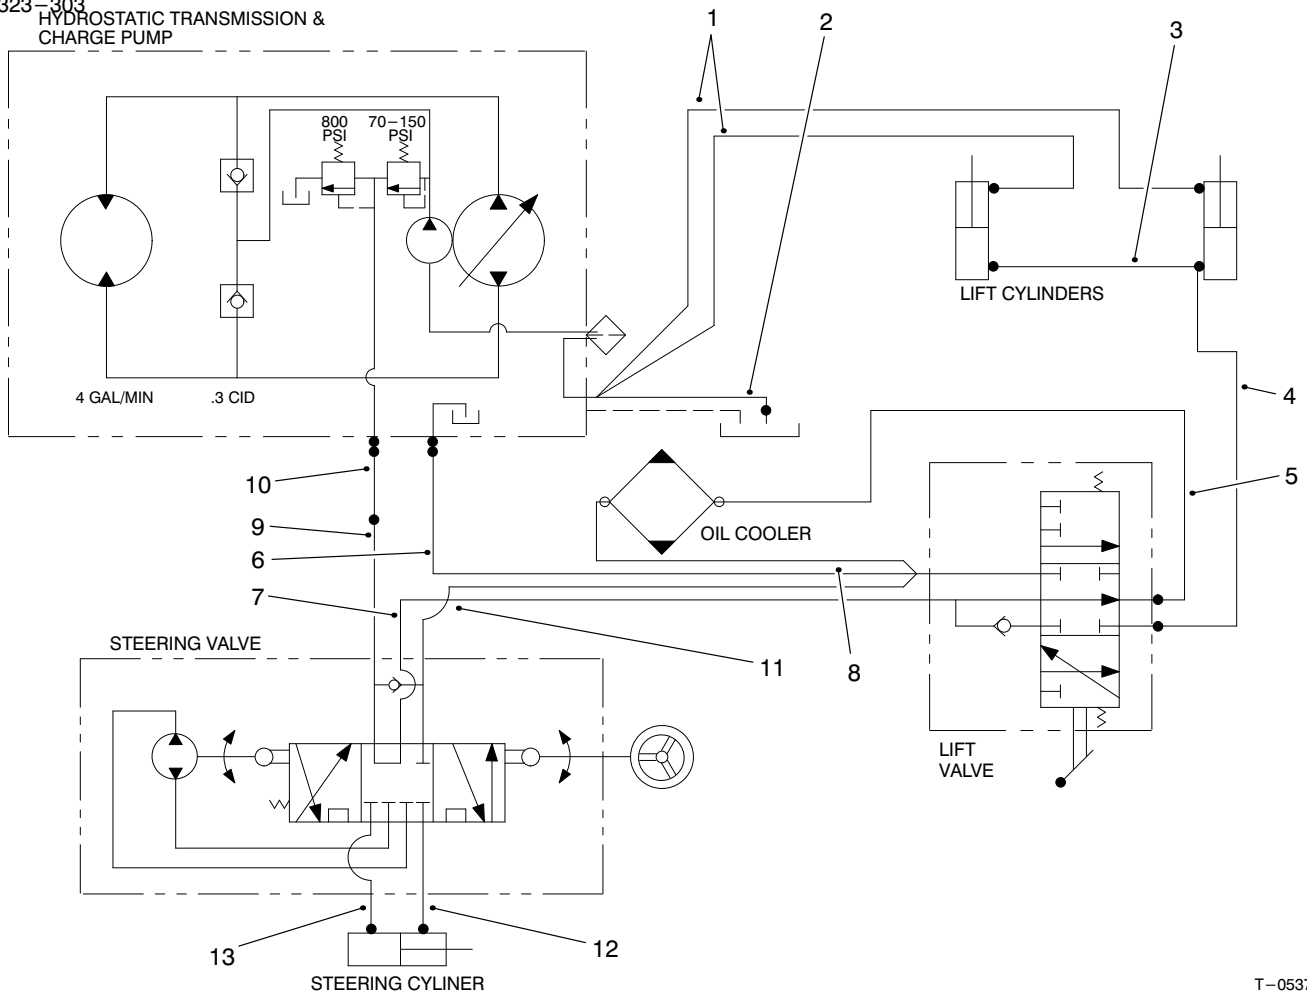 323-303
HYDROSTATIC TRANSMISSION &
CHARGE PUMP
1
2
3
800
PSI
70-150
PSI
LIFT CYLINDERS
4 GAL/MIN
.3 CID
4
10
5
9
OIL COOLER
6
7
STEERING VALVE
11
8
LIFT
VALVE
13
12
STEERING CYLINER
T-0537